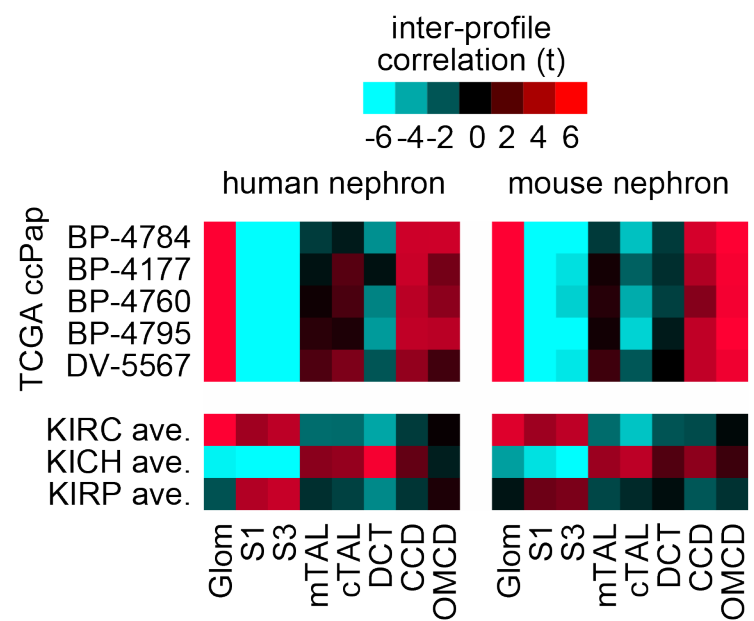 inter-profile
correlation (t)
-6 -4 -2 0 2 4 6
human nephron
mouse nephron
TCGA ccPap
BP-4784
BP-4177
BP-4760
BP-4795
DV-5567
KIRC ave.
KICH ave.
KIRP ave.
Glom S1 S3 mTAL cTAL DCT CCD OMCD
Glom S1 S3 mTAL cTAL DCT CCD OMCD